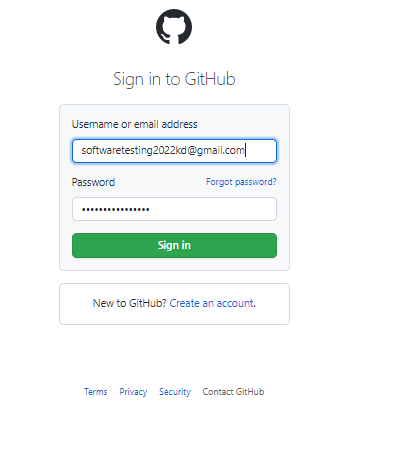 Sign in to GitHub
Username or email address
softwaretesting2022kd@gmail.com
Password Forgot password?
••••••••••••••••
Sign in
New to GitHub? Create an account.
Terms Privacy Security Contact GitHub